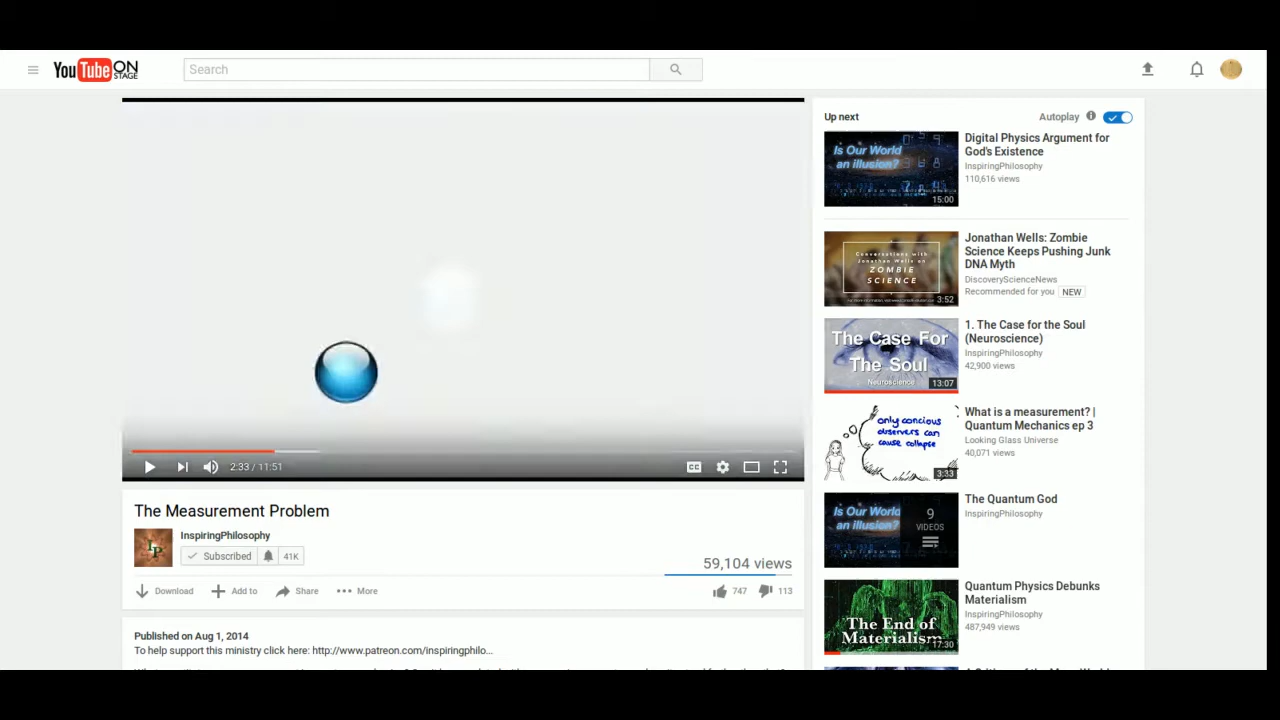 YouTube ON STAGE
Search
Up next
Autoplay
Is Our World
an illusion?
15:00
Digital Physics Argument for
God's Existence
InspiringPhilosophy
110,616 views
Conversations with
Jonathan Wells on
ZOMBIE
SCIENCE
3:52
Jonathan Wells: Zombie
Science Keeps Pushing Junk
DNA Myth
DiscoveryScienceNews
Recommended for you NEW
The Case For
The Soul
Neuroscience
13:07
1. The Case for the Soul
(Neuroscience)
InspiringPhilosophy
42,900 views
only concious
observers can
cause collapse
3:33
What is a measurement? |
Quantum Mechanics ep 3
Looking Glass Universe
40,071 views
Is Our World
an illusion?
9
VIDEOS
The Quantum God
InspiringPhilosophy
The End of
Materialism
17:30
Quantum Physics Debunks
Materialism
InspiringPhilosophy
487,949 views
2:33 / 11:51
CC
The Measurement Problem
IP
InspiringPhilosophy
Subscribed 41K
59,104 views
Download Add to Share More 747 113
Published on Aug 1, 2014
To help support this ministry click here: http://www.patreon.com/inspiringphilo...